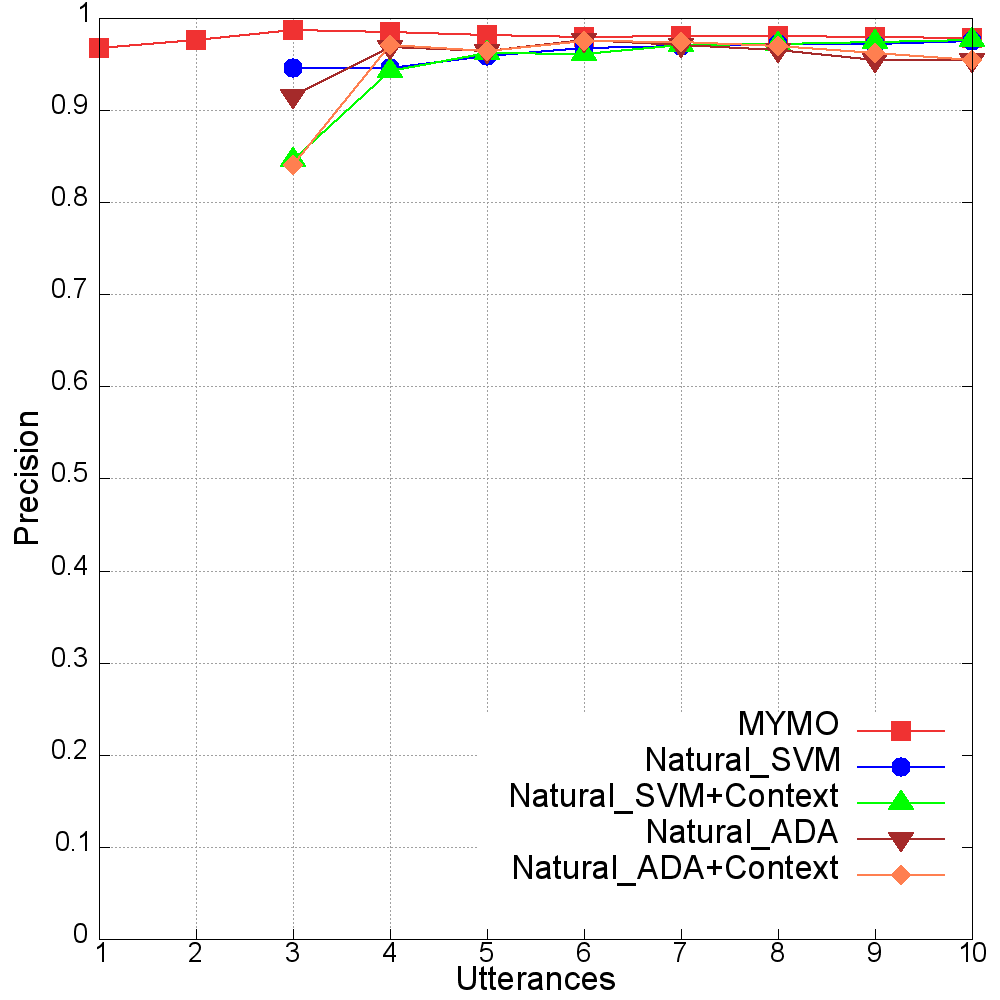 1
0.9
0.8
0.7
0.6
0.5
0.4
0.3
0.2
0.1
0
Precision
MYMO
Natural_SVM
Natural_SVM+Context
Natural_ADA
Natural_ADA+Context
1 2 3 4 5 6 7 8 9 10
Utterances